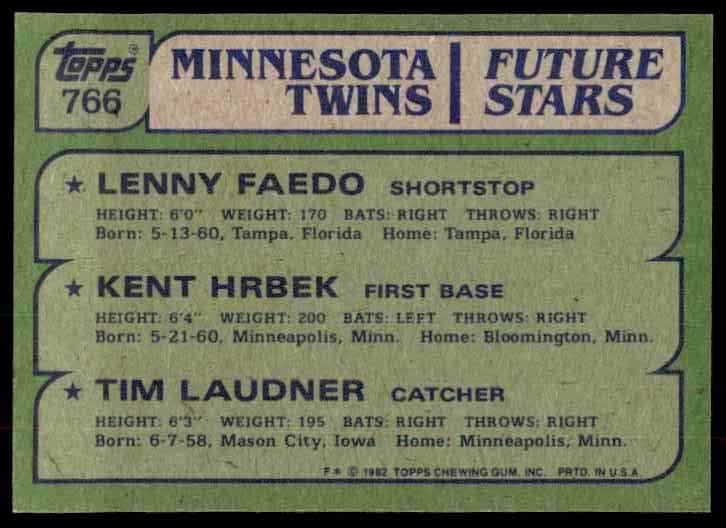 topps
766
MINNESOTA TWINS | FUTURE STARS
★ LENNY FAEDO SHORTSTOP
HEIGHT: 6'0" WEIGHT: 170 BATS: RIGHT THROWS: RIGHT
Born: 5-13-60, Tampa, Florida Home: Tampa, Florida
★ KENT HRBEK FIRST BASE
HEIGHT: 6'4" WEIGHT: 200 BATS: LEFT THROWS: RIGHT
Born: 5-21-60, Minneapolis, Minn. Home: Bloomington, Minn.
★ TIM LAUDNER CATCHER
HEIGHT: 6'3" WEIGHT: 195 BATS: RIGHT THROWS: RIGHT
Born: 6-7-58, Mason City, Iowa Home: Minneapolis, Minn.
F* © 1982 TOPPS CHEWING GUM, INC. PRTD. IN U.S.A.